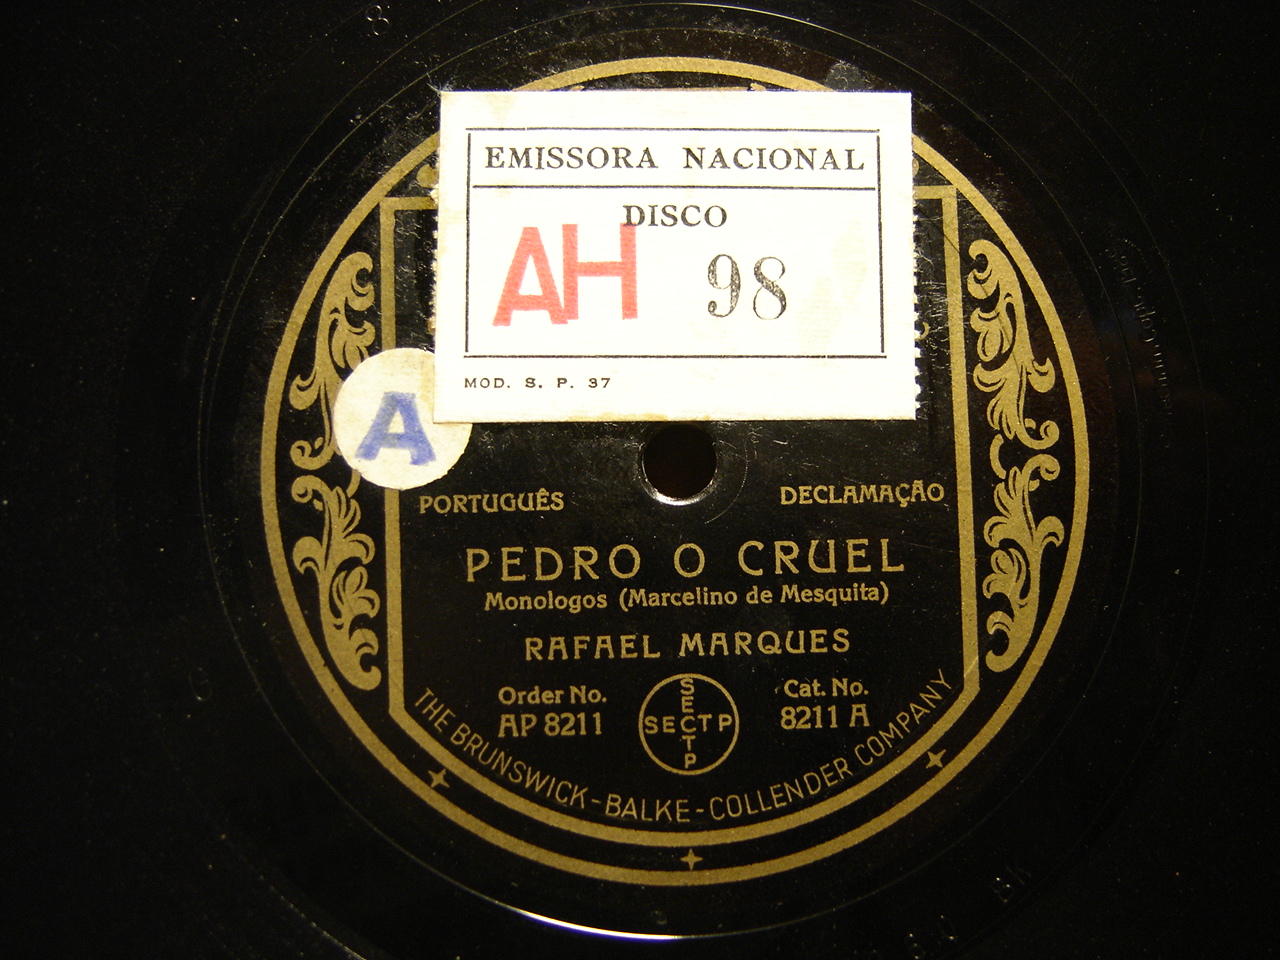 EMISSORA NACIONAL
DISCO
AH 98
MOD. S. P. 37
A
PORTUGUÊS DECLAMAÇÃO
PEDRO O CRUEL
Monologos (Marcelino de Mesquita)
RAFAEL MARQUES
Order No. Cat. No.
AP 8211 8211 A
SECTP
SECTP
THE BRUNSWICK-BALKE-COLLENDER COMPANY